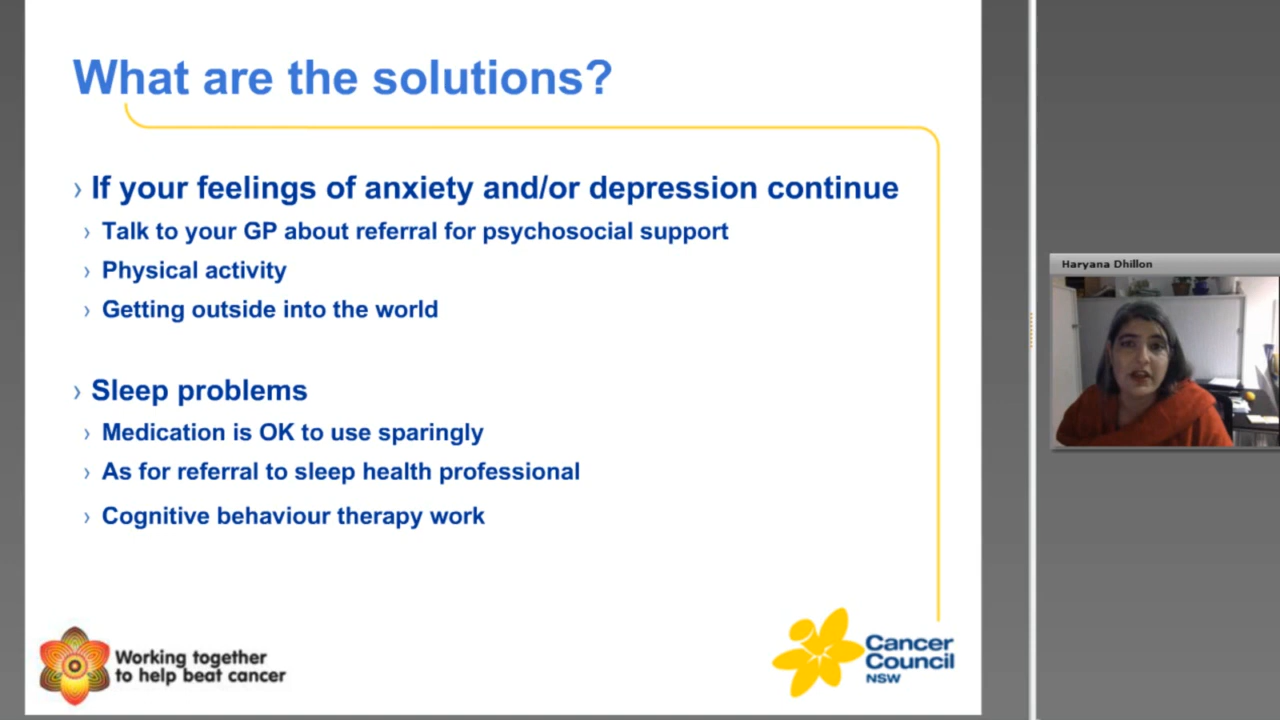 What are the solutions?
› If your feelings of anxiety and/or depression continue
› Talk to your GP about referral for psychosocial support
› Physical activity
› Getting outside into the world
› Sleep problems
› Medication is OK to use sparingly
› As for referral to sleep health professional
› Cognitive behaviour therapy work
Working together
to help beat cancer
Cancer
Council
NSW
Haryana Dhillon